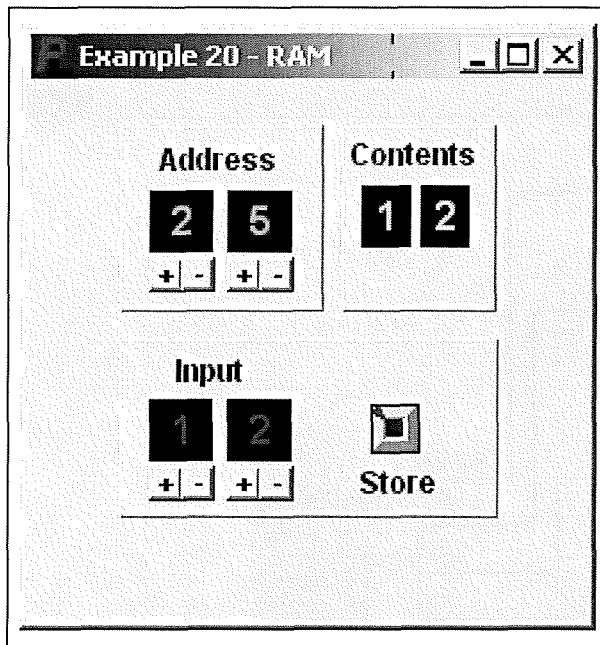 Example 20 - RAM
Address
Contents
2 5
1 2
+ - + -
Input
1 2
+ - + -
Store